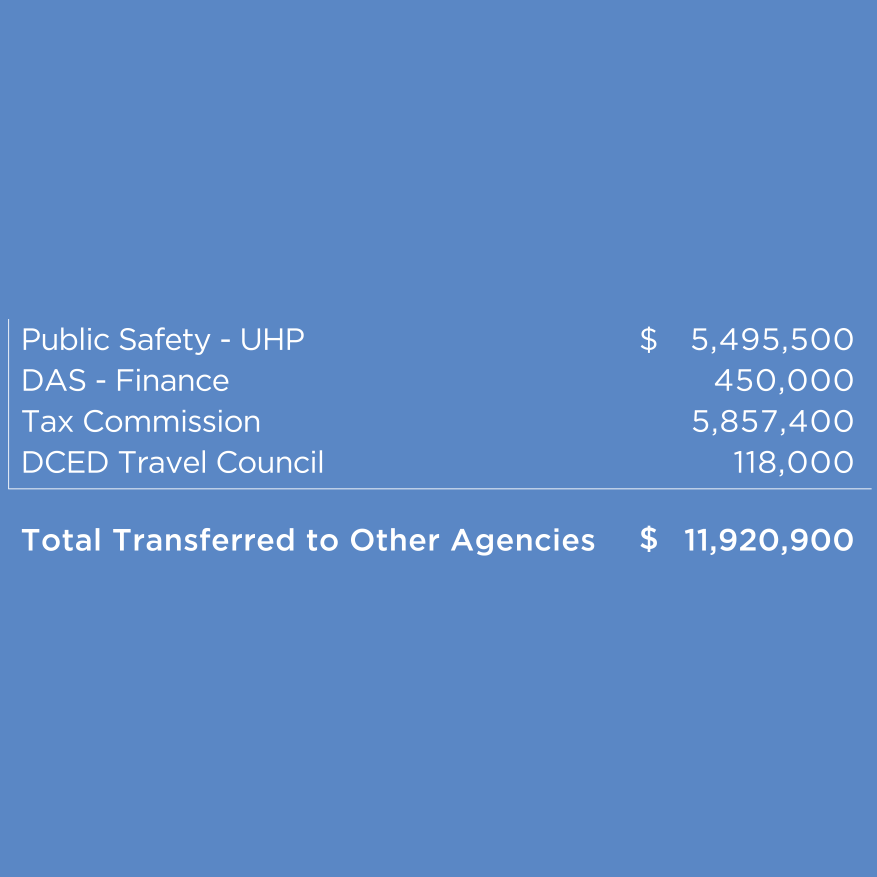 Public Safety - UHP $ 5,495,500
DAS - Finance 450,000
Tax Commission 5,857,400
DCED Travel Council 118,000
Total Transferred to Other Agencies $ 11,920,900